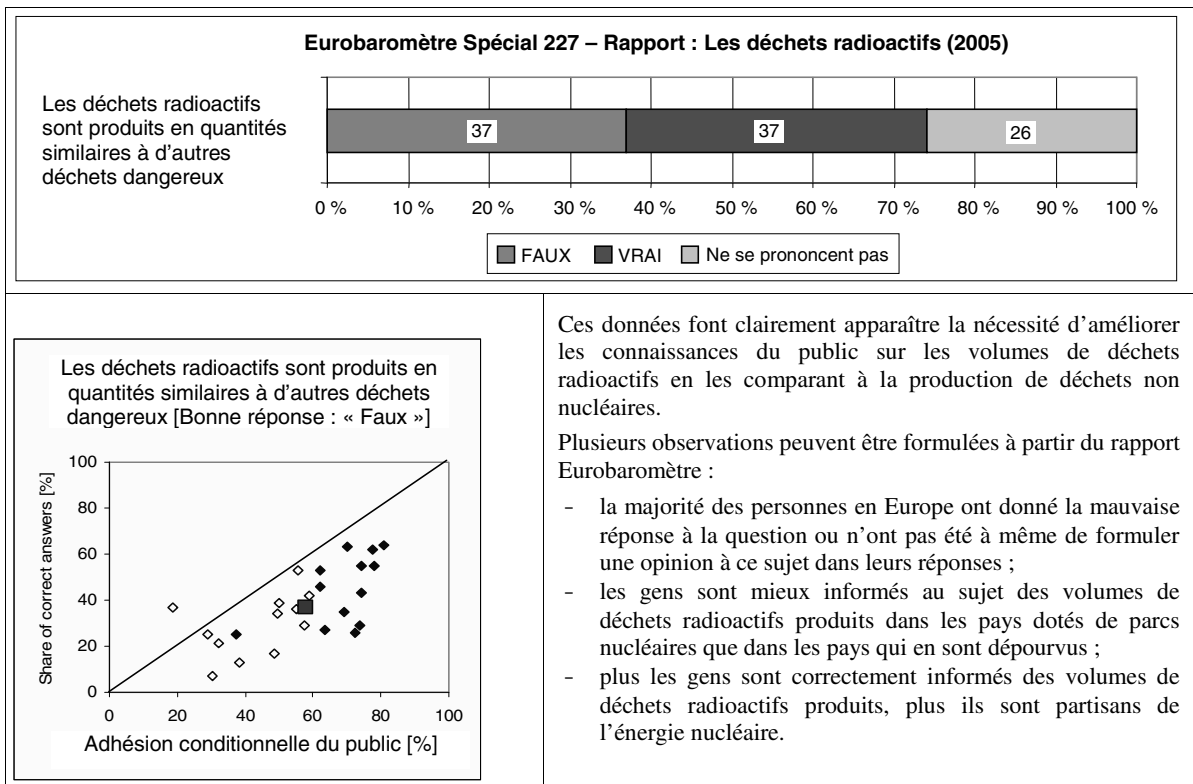 Eurobaromètre Spécial 227 – Rapport : Les déchets radioactifs (2005)
Les déchets radioactifs
sont produits en quantités
similaires à d'autres
déchets dangereux
37
37
26
0 %
10 %
20 %
30 %
40 %
50 %
60 %
70 %
80 %
90 %
100 %
FAUX
VRAI
Ne se prononcent pas
Les déchets radioactifs sont produits en
quantités similaires à d'autres déchets
dangereux [Bonne réponse : « Faux »]
Share of correct answers [%]
100
80
60
40
20
0
0
20
40
60
80
100
Adhésion conditionnelle du public [%]
Ces données font clairement apparaître la nécessité d’améliorer
les connaissances du public sur les volumes de déchets
radioactifs en les comparant à la production de déchets non
nucléaires.
Plusieurs observations peuvent être formulées à partir du rapport
Eurobaromètre :
- la majorité des personnes en Europe ont donné la mauvaise
réponse à la question ou n’ont pas été à même de formuler
une opinion à ce sujet dans leurs réponses ;
- les gens sont mieux informés au sujet des volumes de
déchets radioactifs produits dans les pays dotés de parcs
nucléaires que dans les pays qui en sont dépourvus ;
- plus les gens sont correctement informés des volumes de
déchets radioactifs produits, plus ils sont partisans de
l’énergie nucléaire.